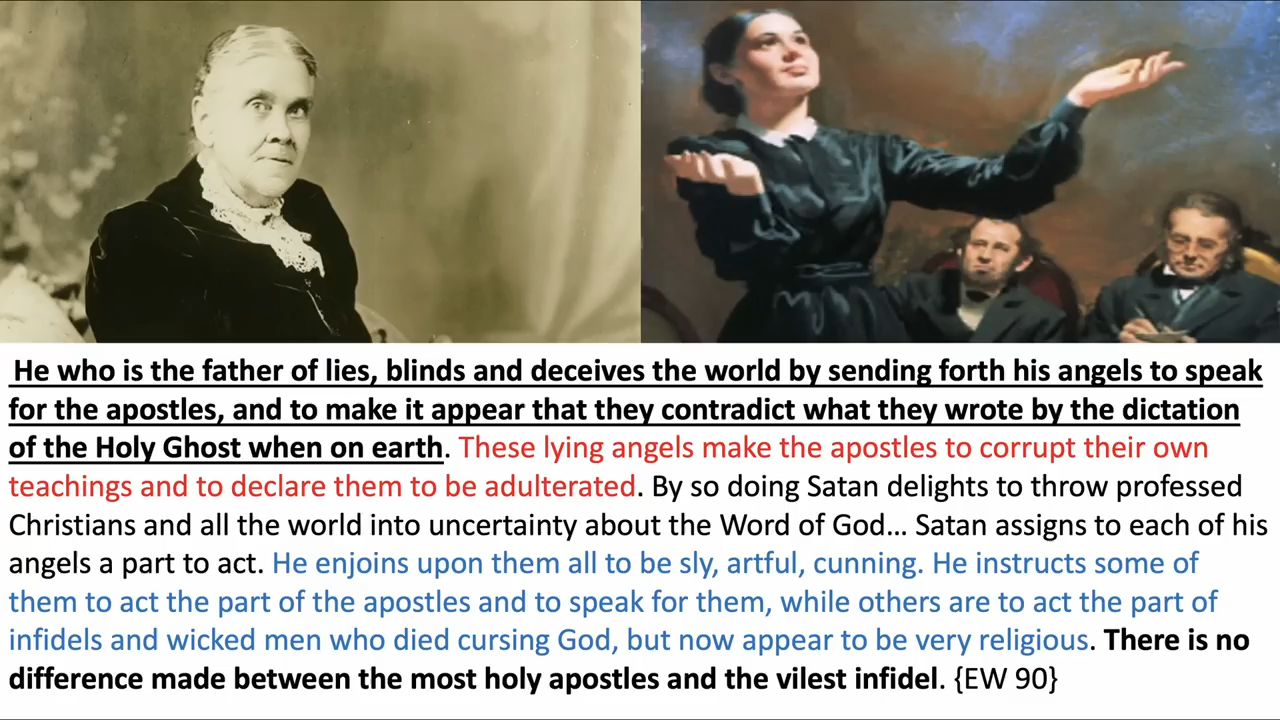 He who is the father of lies, blinds and deceives the world by sending forth his angels to speak
for the apostles, and to make it appear that they contradict what they wrote by the dictation
of the Holy Ghost when on earth. These lying angels make the apostles to corrupt their own
teachings and to declare them to be adulterated. By so doing Satan delights to throw professed
Christians and all the world into uncertainty about the Word of God... Satan assigns to each of his
angels a part to act. He enjoins upon them all to be sly, artful, cunning. He instructs some of
them to act the part of the apostles and to speak for them, while others are to act the part of
infidels and wicked men who died cursing God, but now appear to be very religious. There is no
difference made between the most holy apostles and the vilest infidel. {EW 90}